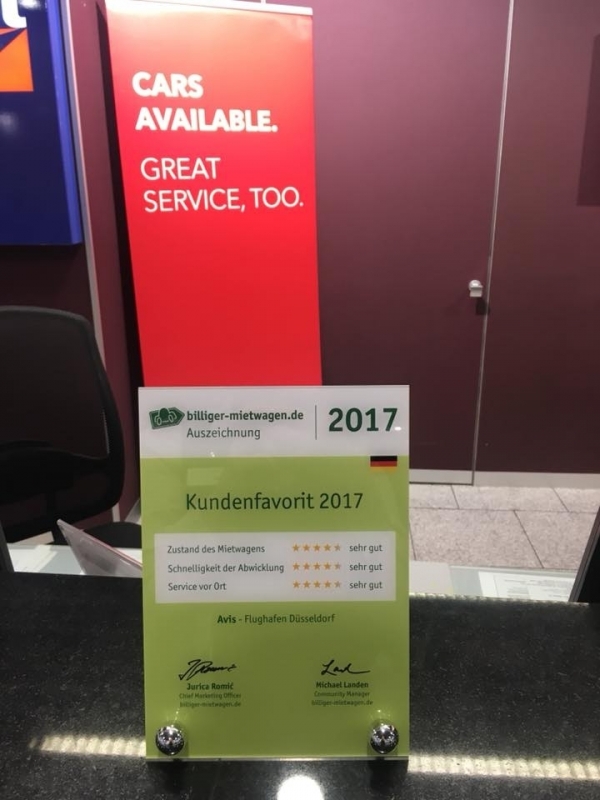 CARS
AVAILABLE.
GREAT
SERVICE, TOO.
billiger-mietwagen.de
Auszeichnung
2017
Kundenfavorit 2017
Zustand des Mietwagens sehr gut
Schnelligkeit der Abwicklung sehr gut
Service vor Ort sehr gut
Avis - Flughafen Düsseldorf
Jurica Romić
Chief Marketing Officer
billiger-mietwagen.de
Michael Landen
Community Manager
billiger-mietwagen.de